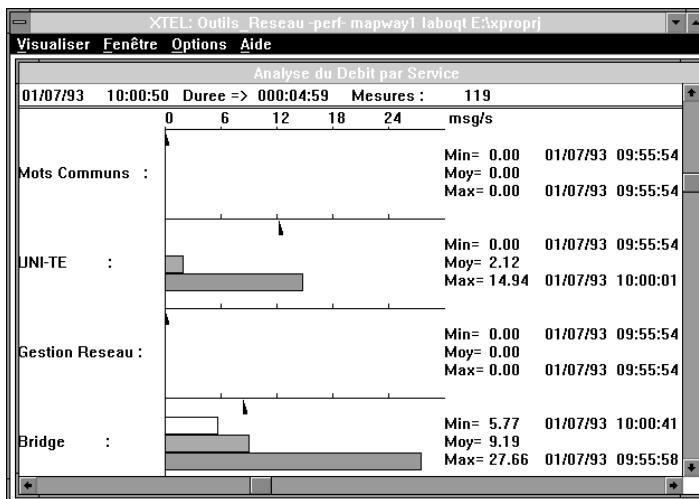 XTEL: Outils_Reseau -perf- mapway1 laboqt E:\xproprj
Visualiser Fenêtre Options Aide
Analyse du Debit par Service
01/07/93 10:00:50 Duree => 000:04:59 Mesures : 119
0 6 12 18 24 msg/s
Mots Communs :
Min= 0.00 01/07/93 09:55:54
Moy= 0.00
Max= 0.00 01/07/93 09:55:54
UNI-TE :
Min= 0.00 01/07/93 09:55:54
Moy= 2.12
Max= 14.94 01/07/93 10:00:01
Gestion Reseau :
Min= 0.00 01/07/93 09:55:54
Moy= 0.00
Max= 0.00 01/07/93 09:55:54
Bridge :
Min= 5.77 01/07/93 10:00:41
Moy= 9.19
Max= 27.66 01/07/93 09:55:58